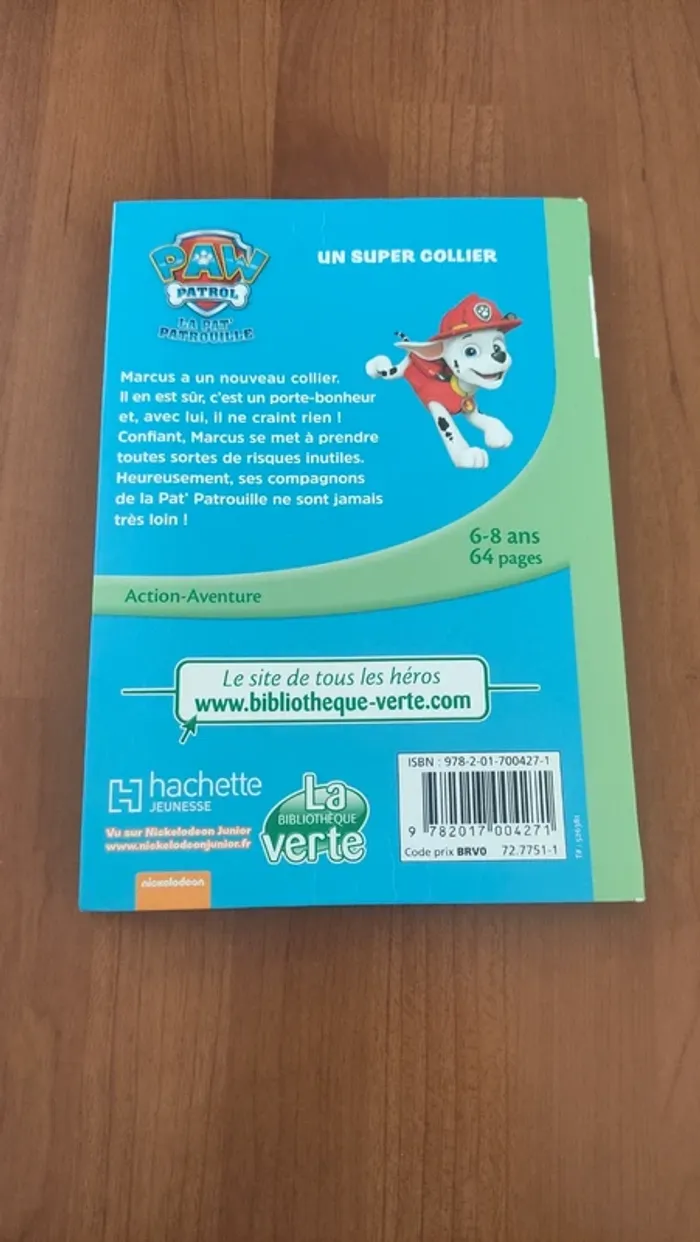 PAW
PATROL
LA PAT'
PATROUILLE
UN SUPER COLLIER
Marcus a un nouveau collier.
Il en est sûr, c'est un porte-bonheur
et, avec lui, il ne craint rien !
Confiant, Marcus se met à prendre
toutes sortes de risques inutiles.
Heureusement, ses compagnons
de la Pat' Patrouille ne sont jamais
très loin !
6-8 ans
64 pages
Action-Aventure
Le site de tous les héros
www.bibliotheque-verte.com
hachette
JEUNESSE
Vu sur Nickelodeon Junior
www.nickelodeonjunior.fr
nickelodeon
La
BIBLIOTHÈQUE
verte
ISBN : 978-2-01-700427-1
9 782017 004271
Code prix BRV0 72.7751-1